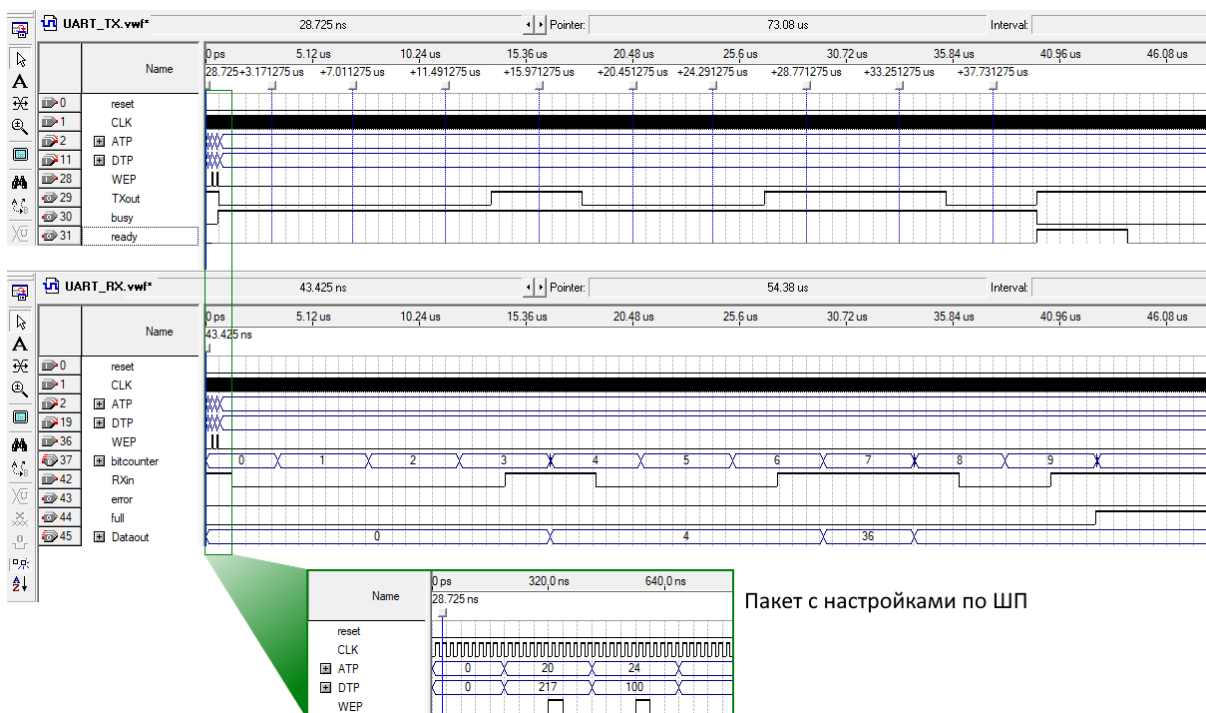 UART_TX.vwf* 28.725 ns Pointer: 73.08 us Interval:
Name 0 ps 5.12 us 10.24 us 15.36 us 20.48 us 25.6 us 30.72 us 35.84 us 40.96 us 46.08 us
28.725+3.171275 us +7.011275 us +11.491275 us +15.971275 us +20.451275 us +24.291275 us +28.771275 us +33.251275 us +37.731275 us
0 reset
1 CLK
2 ATP
11 DTP
28 WEP
29 TXout
30 busy
31 ready
UART_RX.vwf* 43.425 ns Pointer: 54.38 us Interval:
Name 0 ps 5.12 us 10.24 us 15.36 us 20.48 us 25.6 us 30.72 us 35.84 us 40.96 us 46.08 us
43.425 ns
0 reset
1 CLK
2 ATP
19 DTP
36 WEP
37 bitcounter 0 1 2 3 4 5 6 7 8 9
42 RXin
43 error
44 full
45 Dataout 0 4 36
Name 0 ps 320.0 ns 640.0 ns
28.725 ns
Пакет с настройками по ШП
reset
CLK
ATP 0 20 24
DTP 0 217 100
WEP